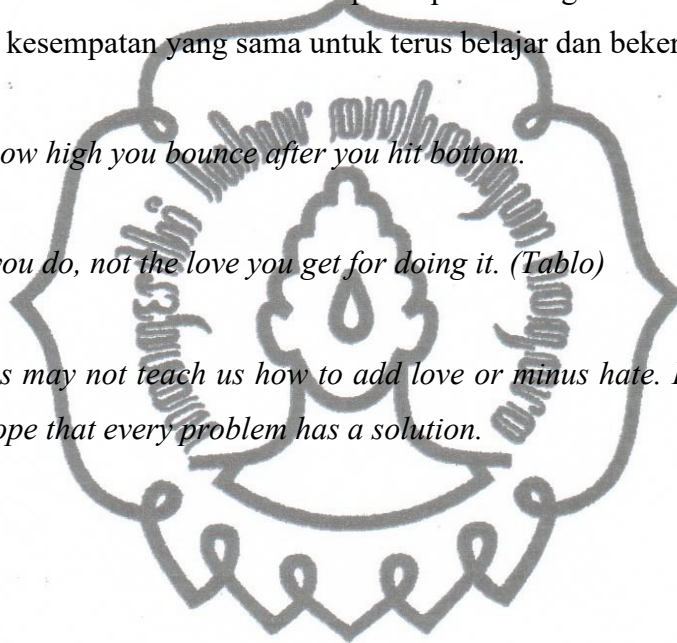 kesempatan yang sama untuk terus belajar dan beker
ow high you bounce after you hit bottom.
you do, not the love you get for doing it. (Tablo)
s may not teach us how to add love or minus hate.
ope that every problem has a solution.